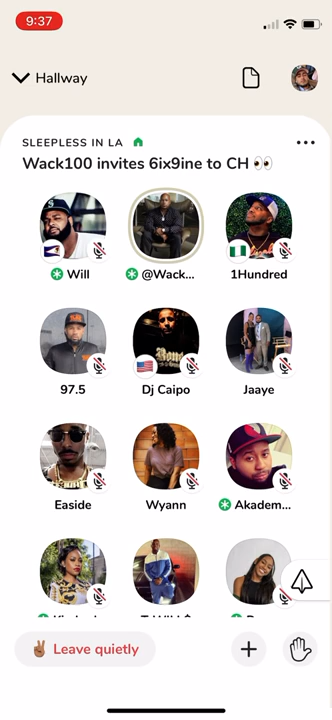 9:37
Hallway
SLEEPLESS IN LA
Wack100 invites 6ix9ine to CH 👀
Will
@Wack...
1Hundred
97.5
Dj Caipo
Jaaye
Easide
Wyann
Akadem...
✌🏽 Leave quietly